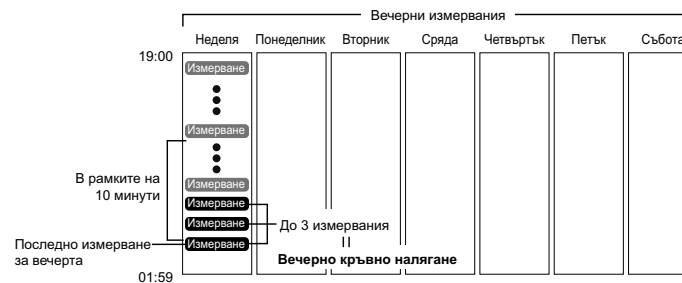 Вечерни измервания
Неделя Понеделник Вторник Сряда Четвъртък Петък Събота
19:00
Измерване
Измерване
В рамките на
10 минути
Измерване
Измерване
Измерване
До 3 измервания
Последно измерване
за вечерта
Измерване
Вечерно кръвно налягане
01:59